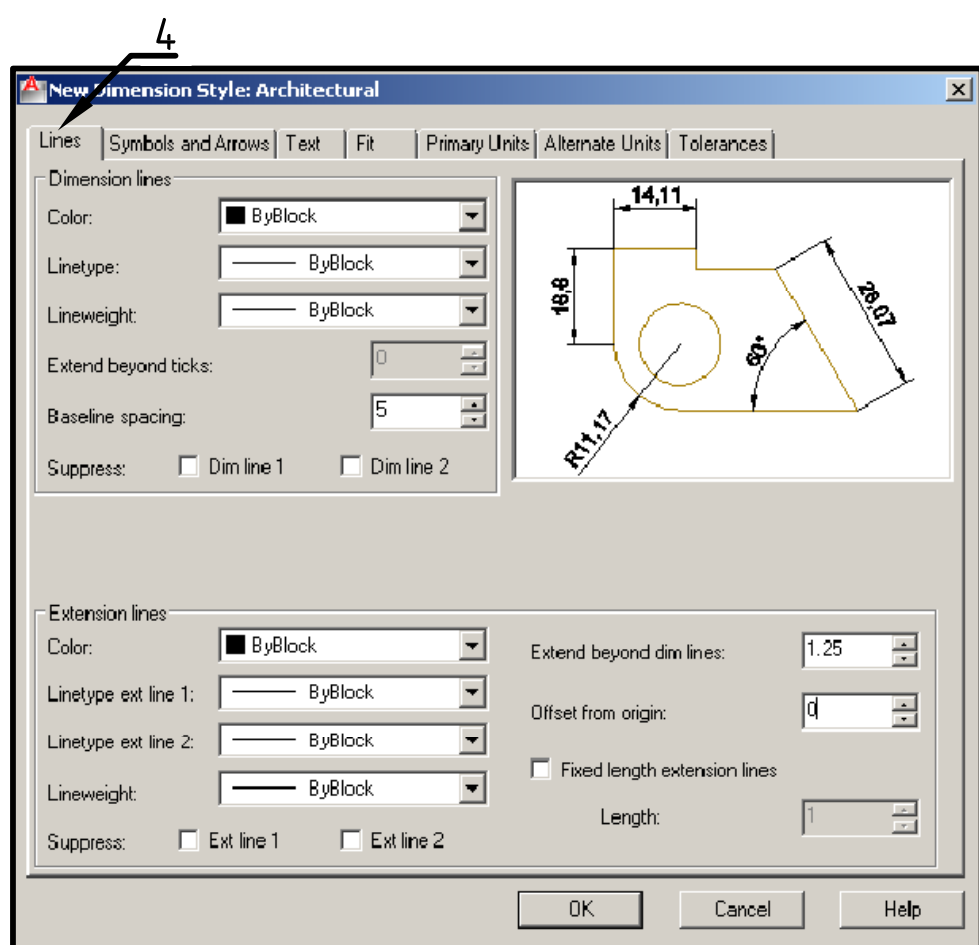 4
New Dimension Style: Architectural
Lines
Symbols and Arrows
Text
Fit
Primary Units
Alternate Units
Tolerances
Dimension lines
Color:
ByBlock
Linetype:
ByBlock
Lineweight:
ByBlock
Extend beyond ticks:
0
Baseline spacing:
5
Suppress:
Dim line 1
Dim line 2
14,11
18,8
60°
26,07
R11,17
Extension lines
Color:
ByBlock
Linetype ext line 1:
ByBlock
Linetype ext line 2:
ByBlock
Lineweight:
ByBlock
Suppress:
Ext line 1
Ext line 2
Extend beyond dim lines:
1.25
Offset from origin:
0
Fixed length extension lines
Length:
1
OK
Cancel
Help